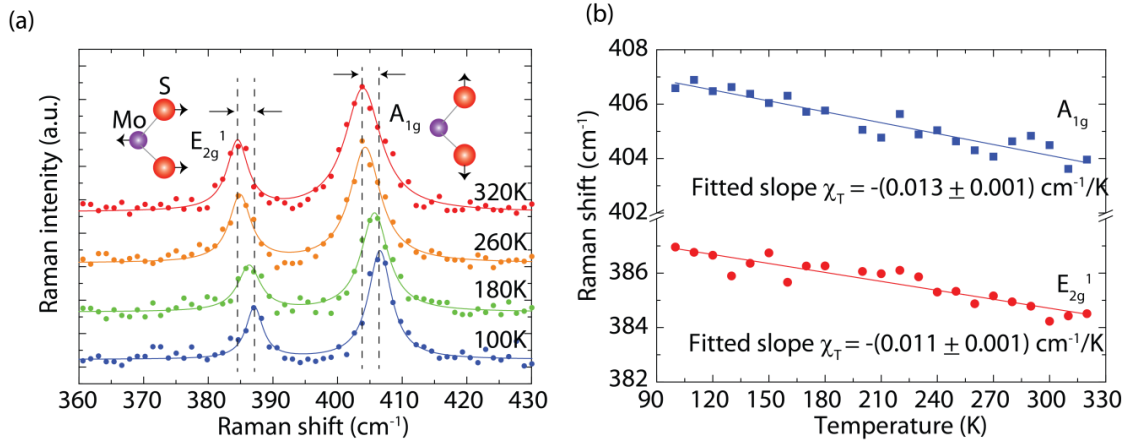 (a)
S
Mo
E2g¹
A1g
320K
260K
180K
100K
Raman intensity (a.u.)
360 370 380 390 400 410 420 430
Raman shift (cm⁻¹)
(b)
408
406
404
402
386
384
382
A1g
Fitted slope χT = -(0.013 ± 0.001) cm⁻¹/K
E2g¹
Fitted slope χT = -(0.011 ± 0.001) cm⁻¹/K
Raman shift (cm⁻¹)
90 120 150 180 210 240 270 300 330
Temperature (K)